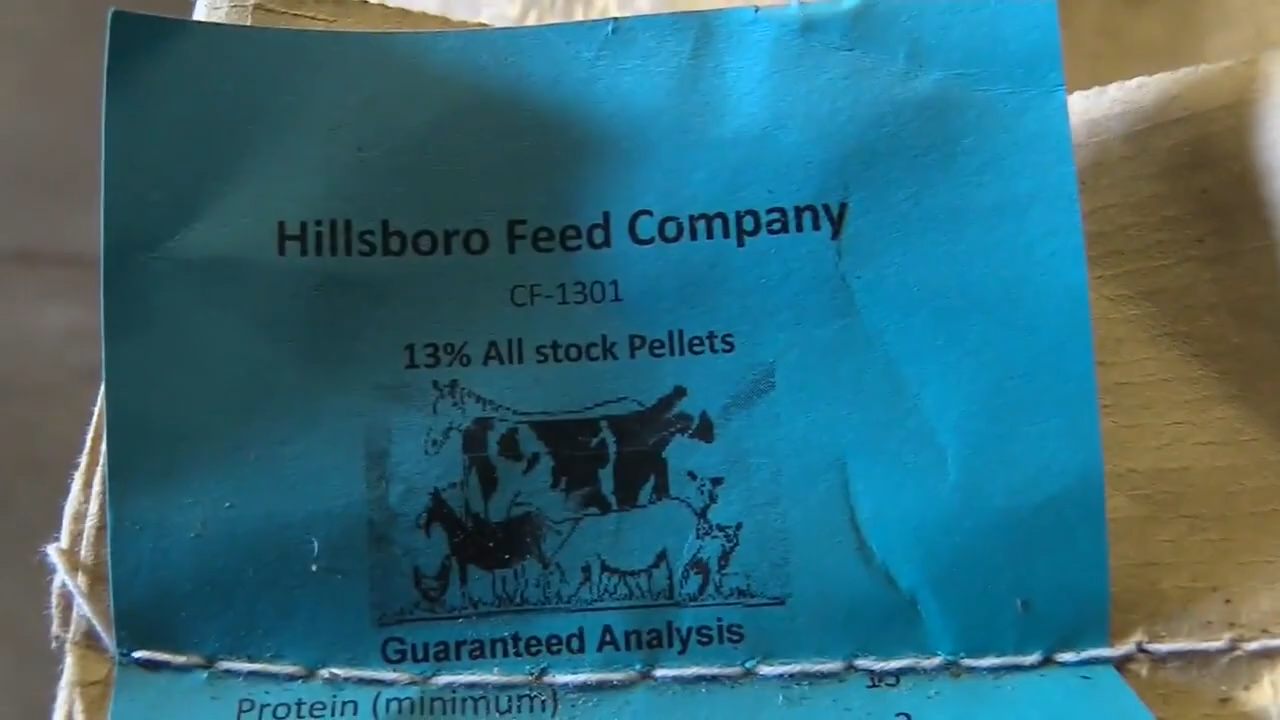 Hillsboro Feed Company
CF-1301
13% All stock Pellets
Guaranteed Analysis
Protein (minimum)